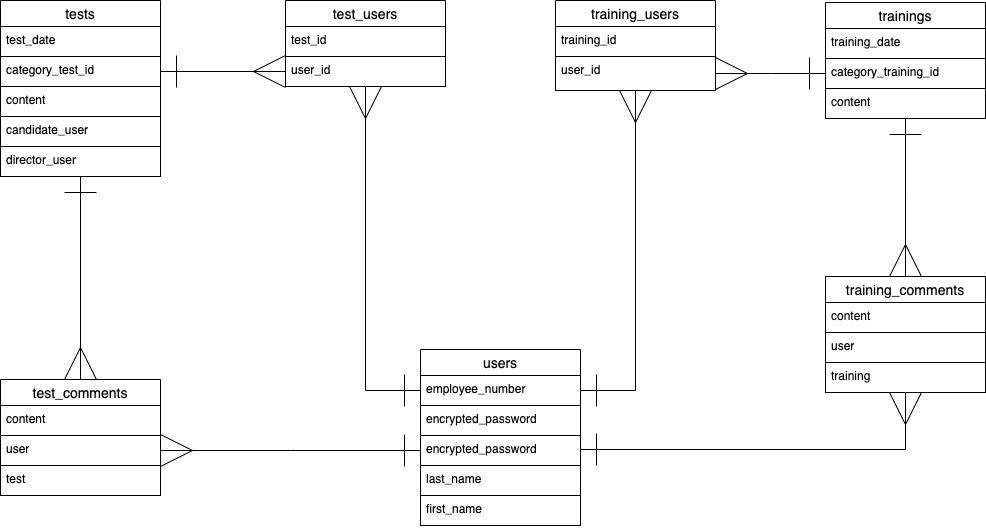 tests
test_date
category_test_id
content
candidate_user
director_user
test_users
test_id
user_id
training_users
training_id
user_id
trainings
training_date
category_training_id
content
training_comments
content
user
training
test_comments
content
user
test
users
employee_number
encrypted_password
encrypted_password
last_name
first_name